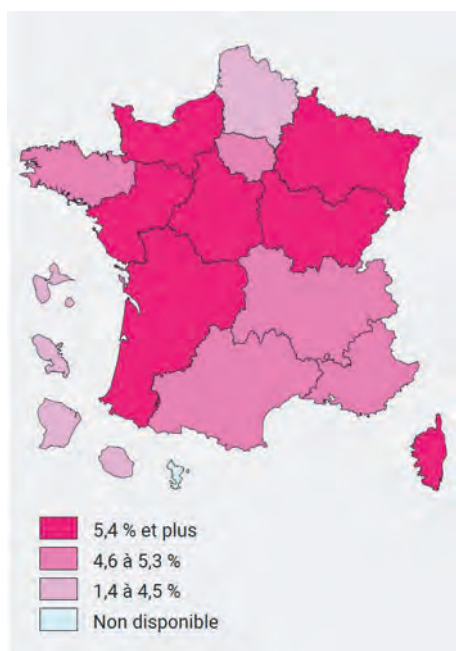 5,4 % et plus
4,6 à 5,3 %
1,4 à 4,5 %
Non disponible